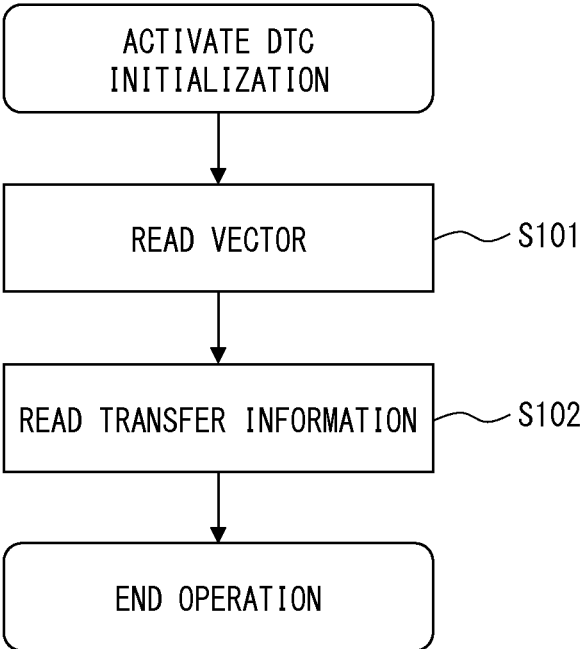 ACTIVATE DTC
INITIALIZATION
READ VECTOR
S101
READ TRANSFER INFORMATION
S102
END OPERATION